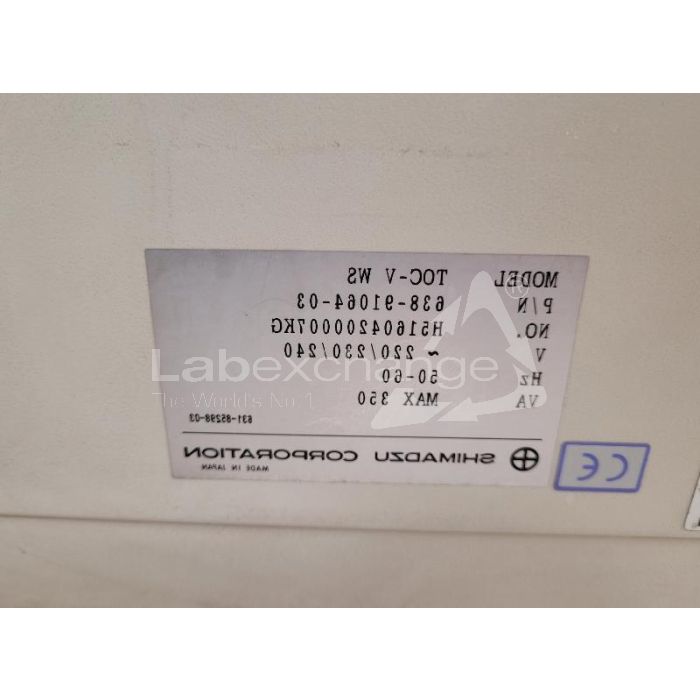 MODEL TOC-V WS
P/N 638-91064-03
NO. H51604200007KG
V ~ 220/230/240
Hz 50-60
VA MAX 350
631-85298-03
SHIMADZU CORPORATION
MADE IN JAPAN
CE
Labexchange®
The World's No. 1